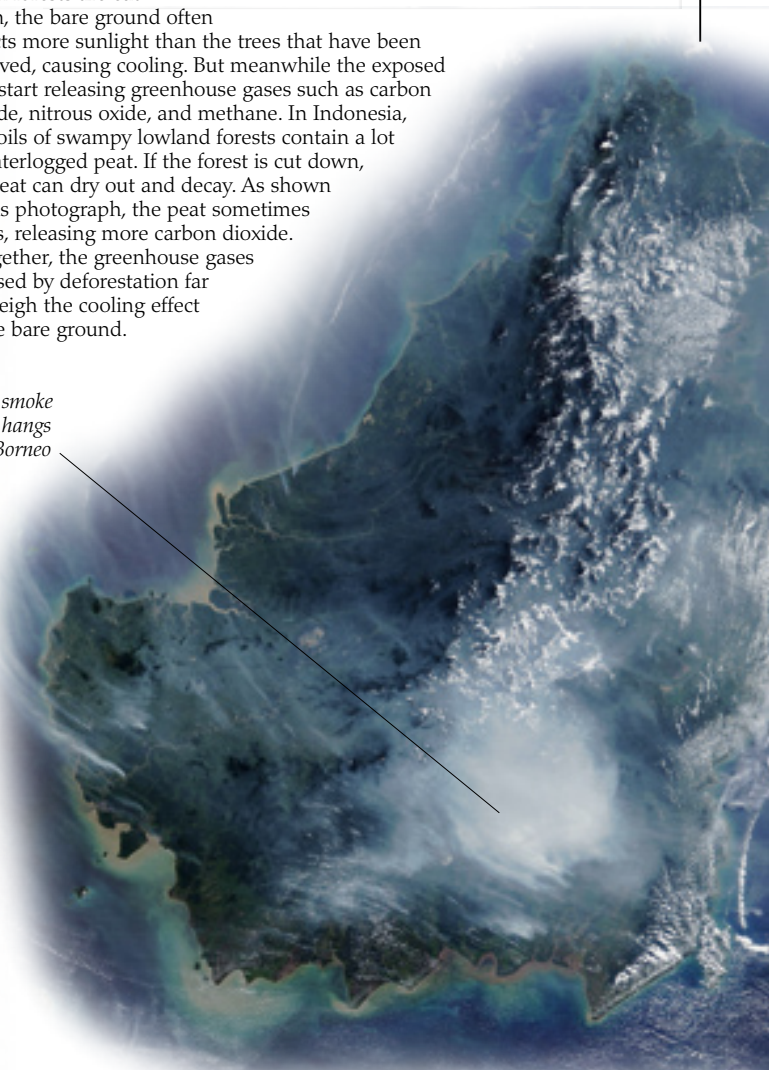 , the bare ground often
more sunlight than the trees that have been
causing cooling. But meanwhile the exposed
start releasing greenhouse gases such as carbon
nitrous oxide, and methane. In Indonesia,
of swampy lowland forests contain a lot
peat. If the forest is cut down,
can dry out and decay. As shown
photograph, the peat sometimes
releasing more carbon dioxide.
the greenhouse gases
by deforestation far
the cooling effect
bare ground.
smoke
hangs
Borneo